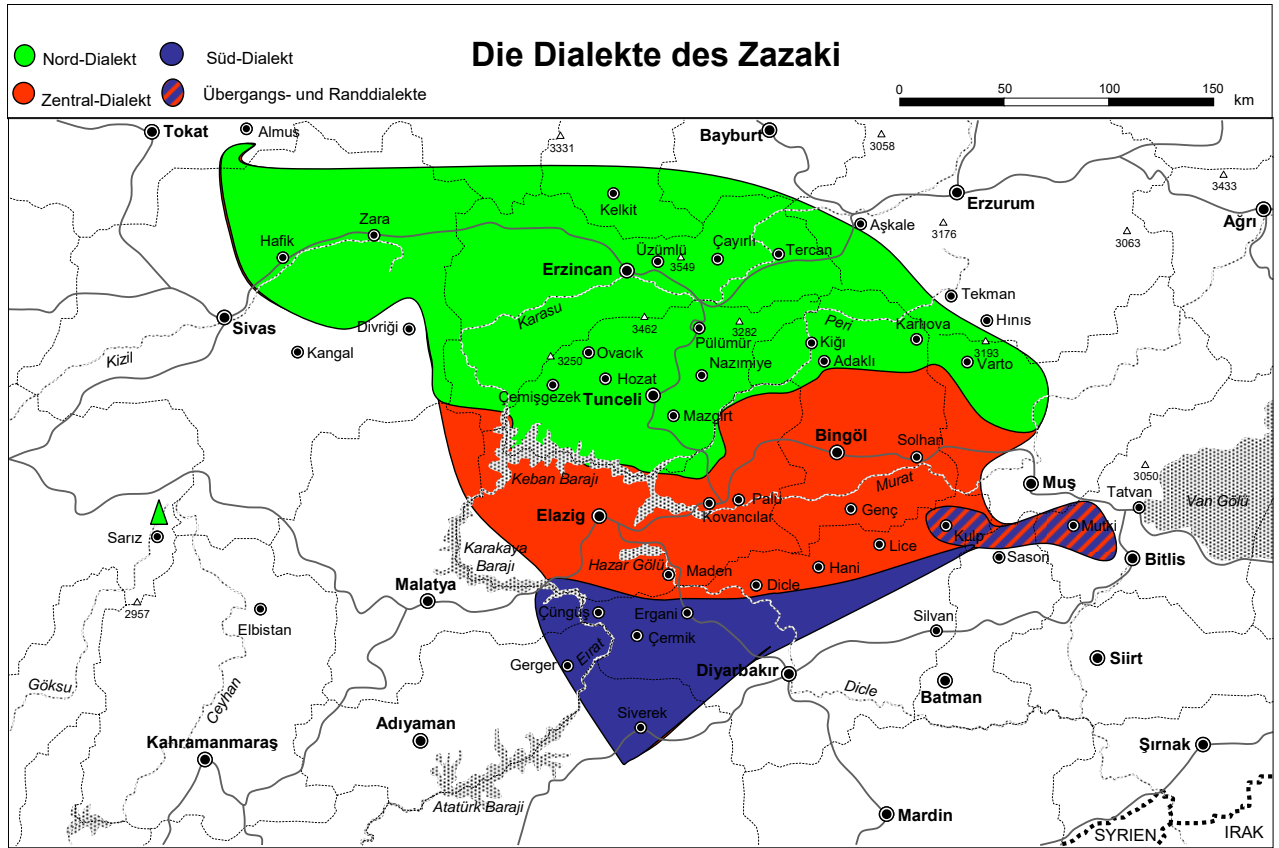 Die Dialekte des Zazaki
Nord-Dialekt
Süd-Dialekt
Zentral-Dialekt
Übergangs- und Randdialekte
0 50 100 150
km
Tokat
Almus
3331
Bayburt
3058
3433
Erzurum
Ağrı
Kelkit
Zara
Aşkale
3176
3063
Hafik
Üzümlü
Çayırlı
Tercan
3549
Erzincan
Tekman
Sivas
Divriği
Karasu
3462
3282
Peri
Karlıova
Hınıs
Kizil
Kangal
Pülümür
Kiğı
3193
3250
Ovacık
Nazımiye
Adaklı
Varto
Hozat
Çemişgezek
Tunceli
Mazgirt
Bingöl
Solhan
Keban Barajı
Murat
Muş
3050
Tatvan
Van Gölü
Palu
Kovancılar
Genç
Elazig
Sarız
Karakaya
Barajı
Hazar Gölü
Lice
Kulp
Mutki
Sason
Bitlis
Maden
Hani
Dicle
Malatya
2957
Elbistan
Çüngüş
Ergani
Çermik
Silvan
Gerger
Eırat
Diyarbakır
Siirt
Batman
Göksu
Ceyhan
Dicle
Adıyaman
Siverek
Kahramanmaraş
Şırnak
Atatürk Baraji
Mardin
SYRIEN
IRAK